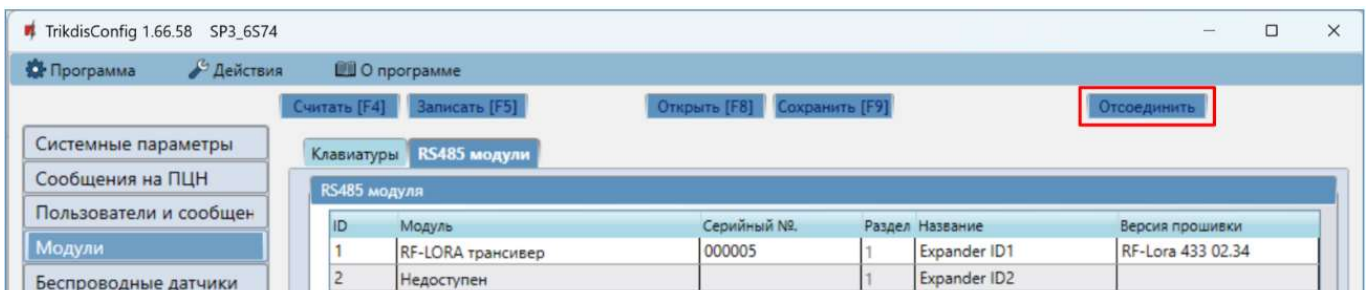 TrikdisConfig 1.66.58 SP3_6S74
Программа Действия О программе
Считать [F4] Записать [F5] Открыть [F8] Сохранить [F9] Отсоединить
Системные параметры
Сообщения на ПЦН
Пользователи и сообщен
Модули
Беспроводные датчики
Клавиатуры RS485 модули
RS485 модуля
ID Модуль Серийный №. Раздел Название Версия прошивки
1 RF-LORA трансивер 000005 1 Expander ID1 RF-Lora 433 02.34
2 Недоступен 1 Expander ID2